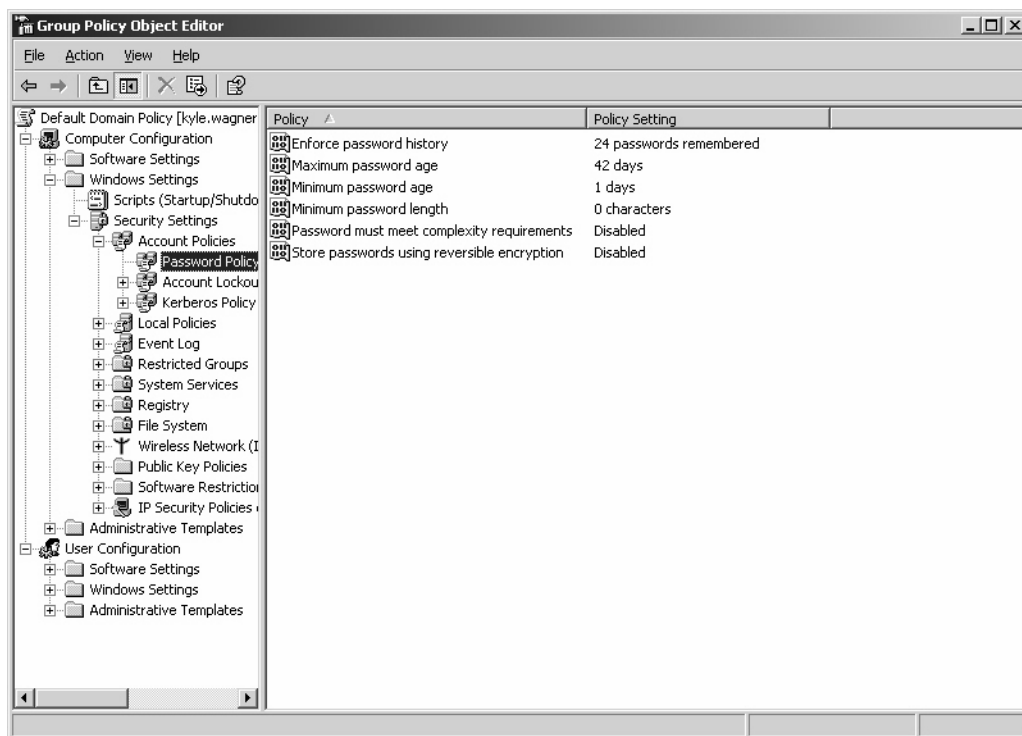 Group Policy Object Editor
File Action View Help
Default Domain Policy [kyle.wagner
Computer Configuration
Software Settings
Windows Settings
Scripts (Startup/Shutdo
Security Settings
Account Policies
Password Policy
Account Lockou
Kerberos Policy
Local Policies
Event Log
Restricted Groups
System Services
Registry
File System
Wireless Network (I
Public Key Policies
Software Restriction
IP Security Policies
Administrative Templates
User Configuration
Software Settings
Windows Settings
Administrative Templates
Policy Policy Setting
Enforce password history 24 passwords remembered
Maximum password age 42 days
Minimum password age 1 days
Minimum password length 0 characters
Password must meet complexity requirements Disabled
Store passwords using reversible encryption Disabled